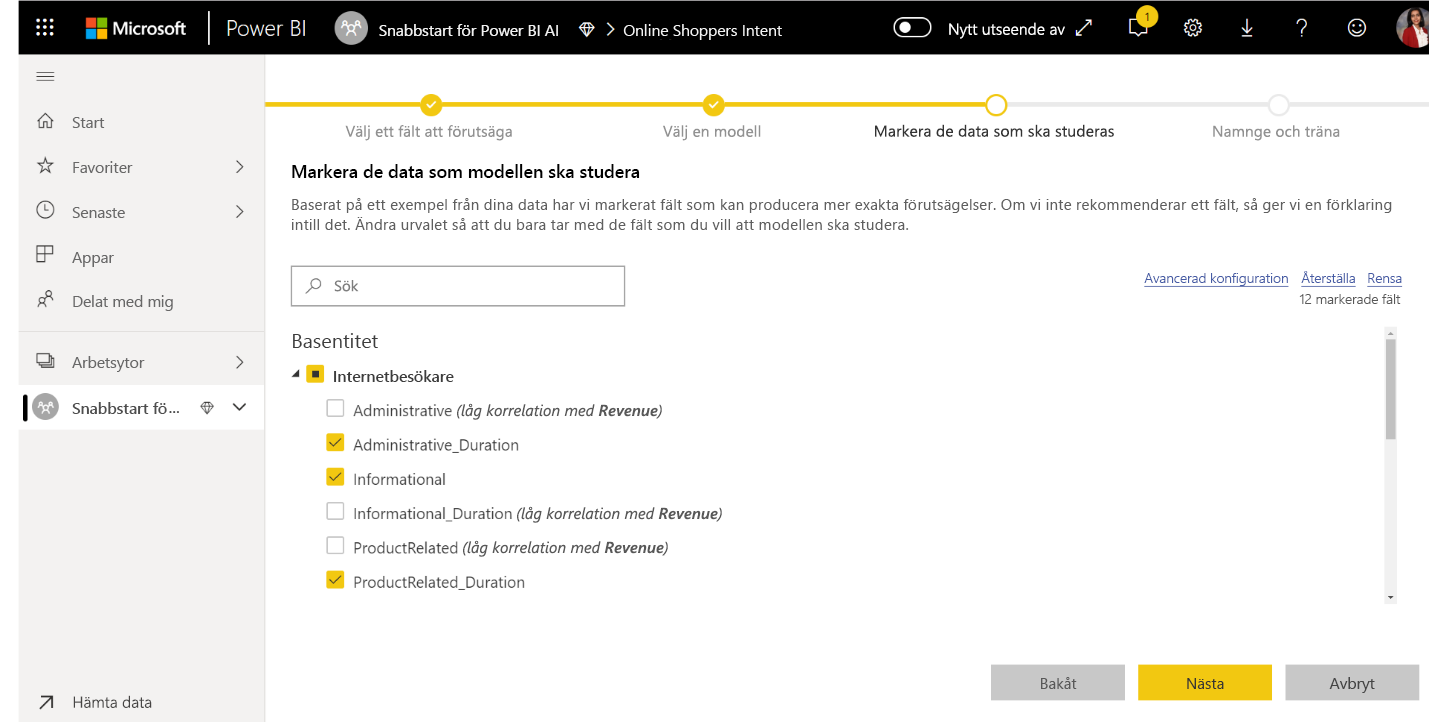 Microsoft Power BI Snabbstart för Power BI AI Online Shoppers Intent Nytt utseende av 1
Start
Favoriter
Senaste
Appar
Delat med mig
Arbetsytor
Snabbstart fö...
Hämta data
Välj ett fält att förutsäga Välj en modell Markera de data som ska studeras Namnge och träna
Markera de data som modellen ska studera
Baserat på ett exempel från dina data har vi markerat fält som kan producera mer exakta förutsägelser. Om vi inte rekommenderar ett fält, så ger vi en förklaring
intill det. Ändra urvalet så att du bara tar med de fält som du vill att modellen ska studera.
Sök
Avancerad konfiguration Återställa Rensa
12 markerade fält
Basentitet
Internetbesökare
Administrative (låg korrelation med Revenue)
Administrative_Duration
Informational
Informational_Duration (låg korrelation med Revenue)
ProductRelated (låg korrelation med Revenue)
ProductRelated_Duration
Bakåt Nästa Avbryt